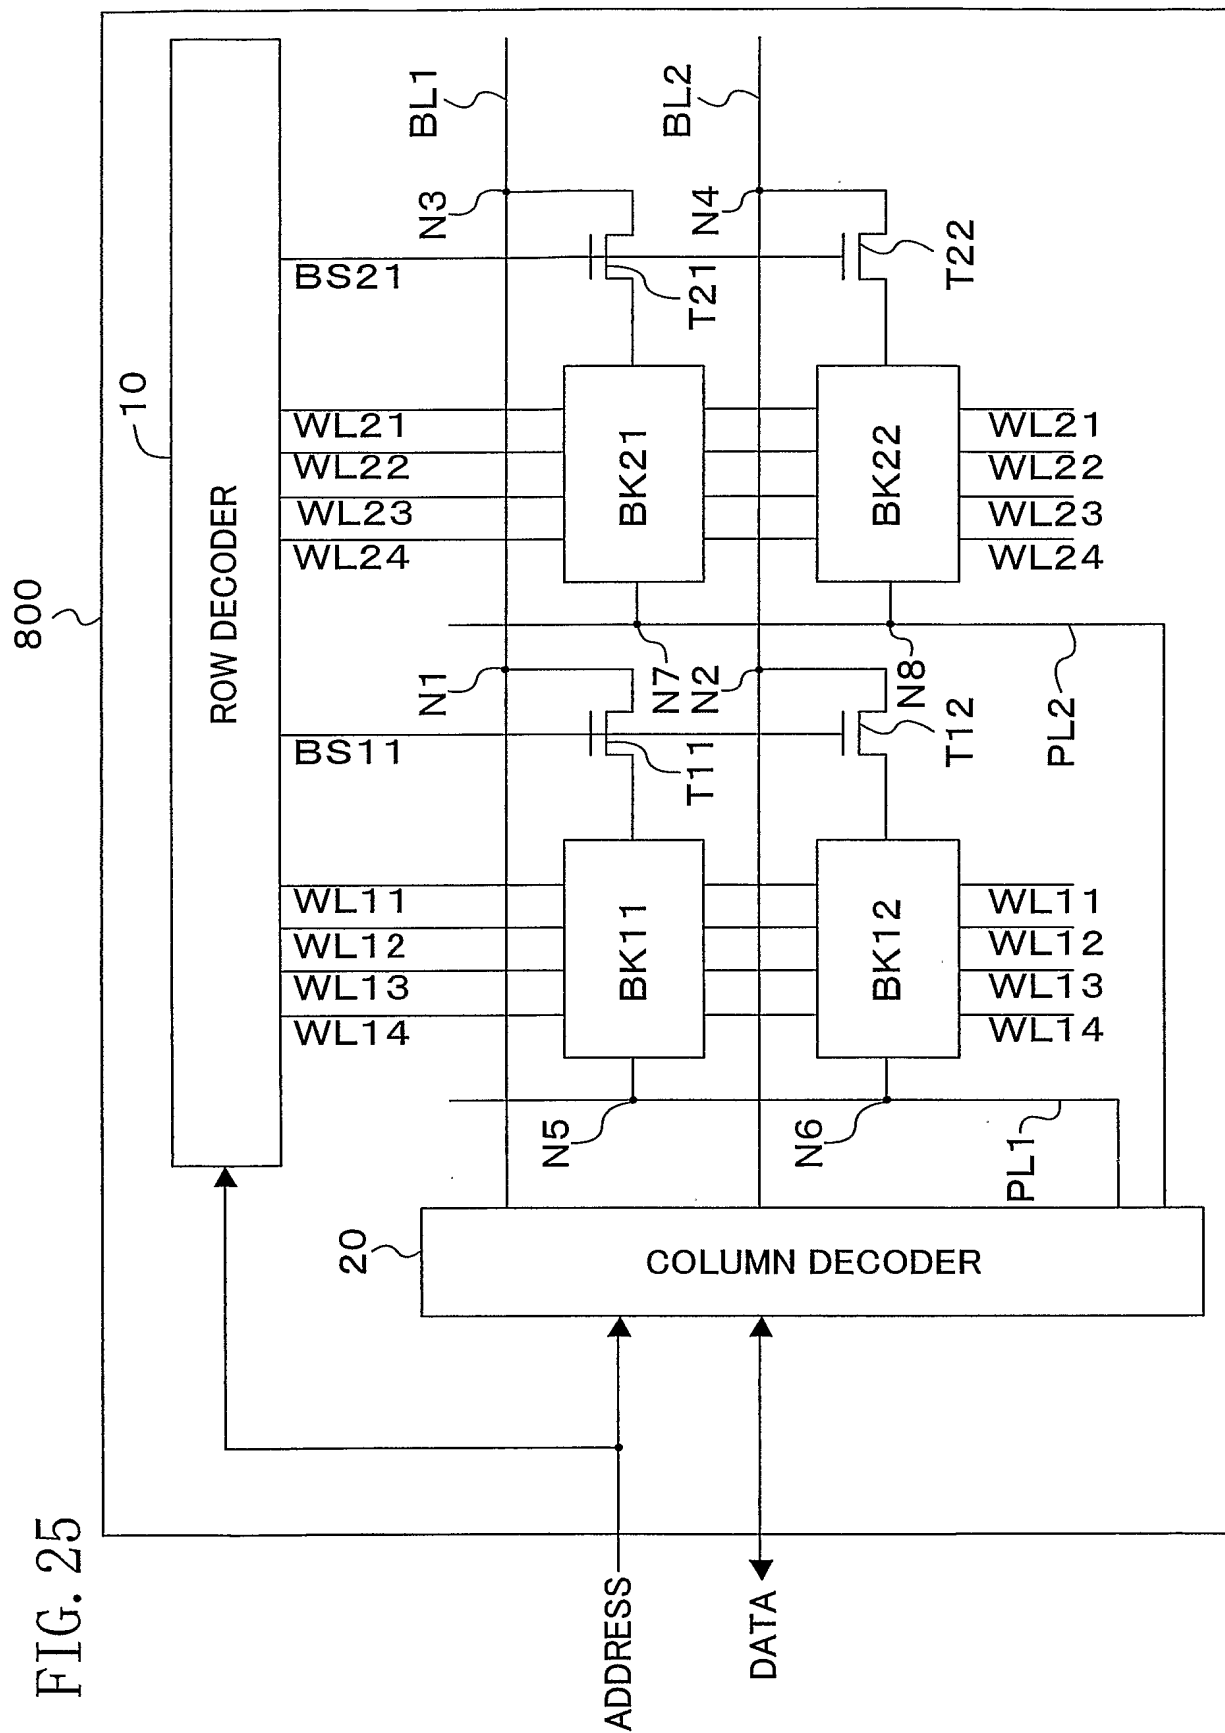 FIG. 25
800
10
ROW DECODER
BS21
WL21
WL22
WL23
WL24
BS11
WL11
WL12
WL13
WL14
BL1
N3
N1
T21
BK21
N7
T11
BK11
N5
BL2
N4
N2
T22
BK22
N8
T12
BK12
N6
WL21
WL22
WL23
WL24
WL11
WL12
WL13
WL14
PL2
PL1
20
COLUMN DECODER
ADDRESS
DATA